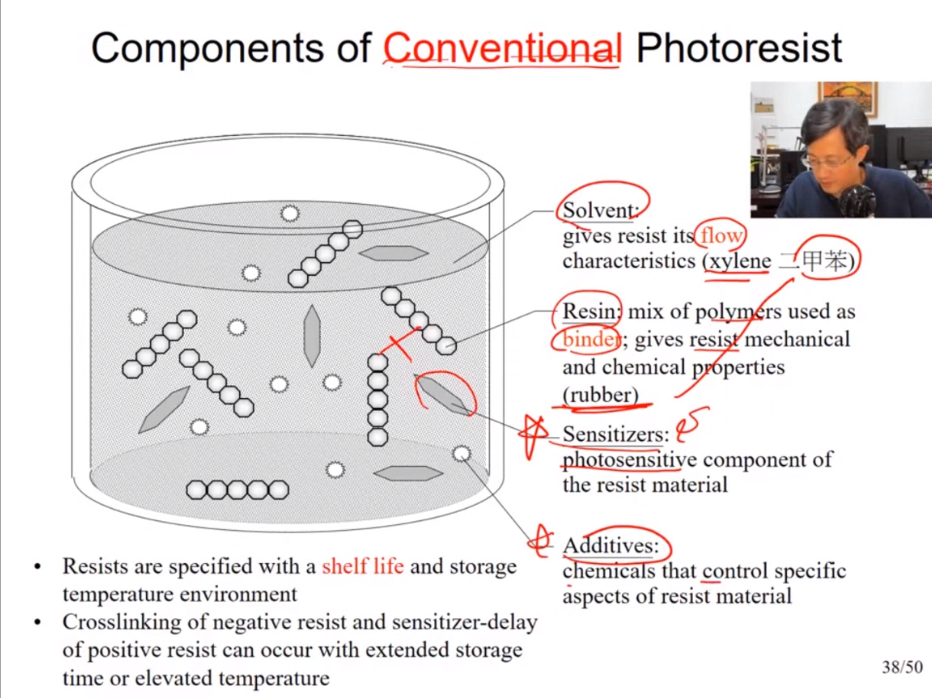 Components of Conventional Photoresist
Solvent:
gives resist its flow
characteristics (xylene 二甲苯)
Resin: mix of polymers used as
binder; gives resist mechanical
and chemical properties
(rubber)
Sensitizers:
photosensitive component of
the resist material
Additives:
chemicals that control specific
aspects of resist material
• Resists are specified with a shelf life and storage
temperature environment
• Crosslinking of negative resist and sensitizer-delay
of positive resist can occur with extended storage
time or elevated temperature
38/50